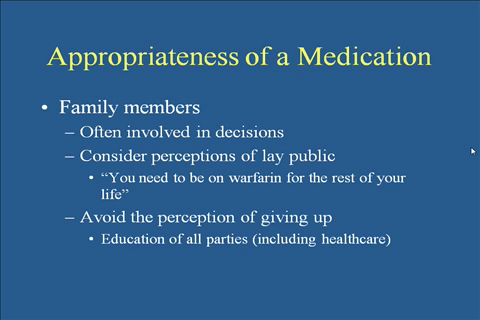 Appropriateness of a Medication
• Family members
– Often involved in decisions
– Consider perceptions of lay public
• “You need to be on warfarin for the rest of your
life”
– Avoid the perception of giving up
• Education of all parties (including healthcare)